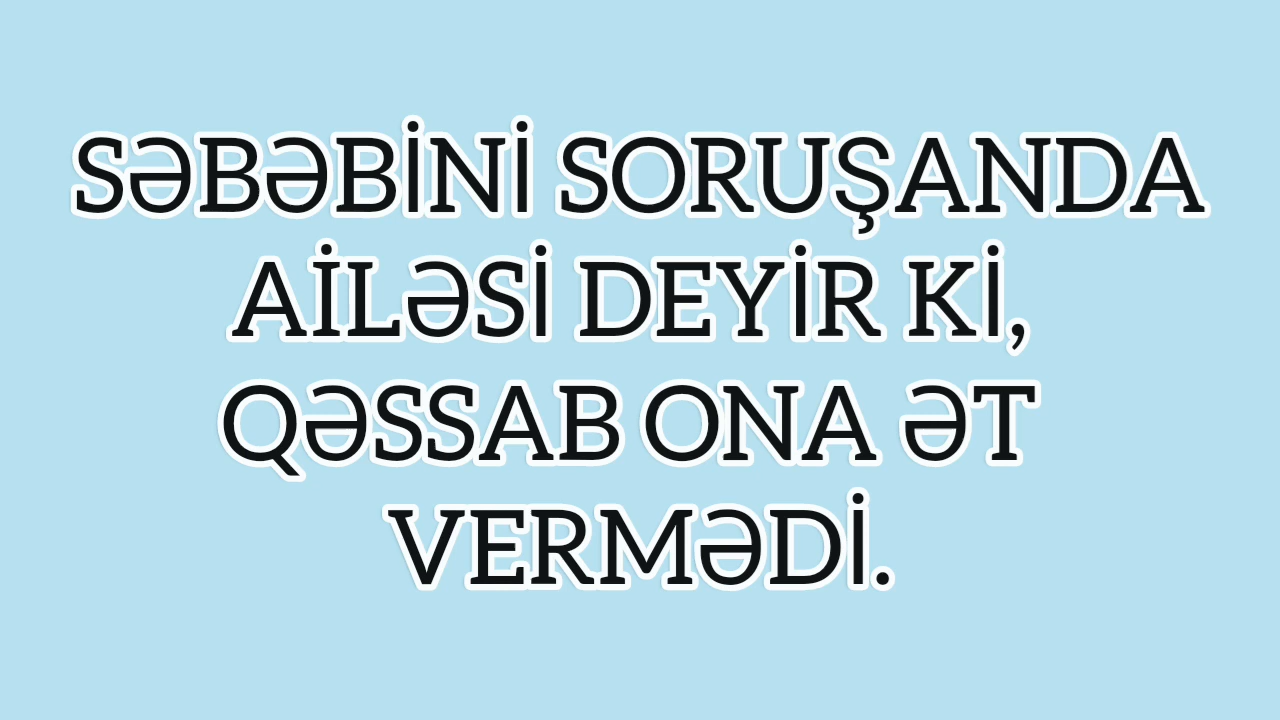 SƏBƏBİNİ SORUŞANDA
AİLƏSİ DEYİR Kİ,
QƏSSAB ONA ƏT
VERMƏDİ.